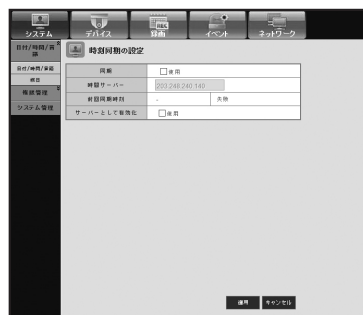 システム デバイス 録画 イベント ネットワーク
REC
日付/時間/言語
日付/時間/言語
祝日
権限管理
システム管理
時刻同期の設定
同期 使用
時間サーバー 203.248.240.140
前回同期時刻 - 失敗
サーバーとして有効化 使用
適用 キャンセル